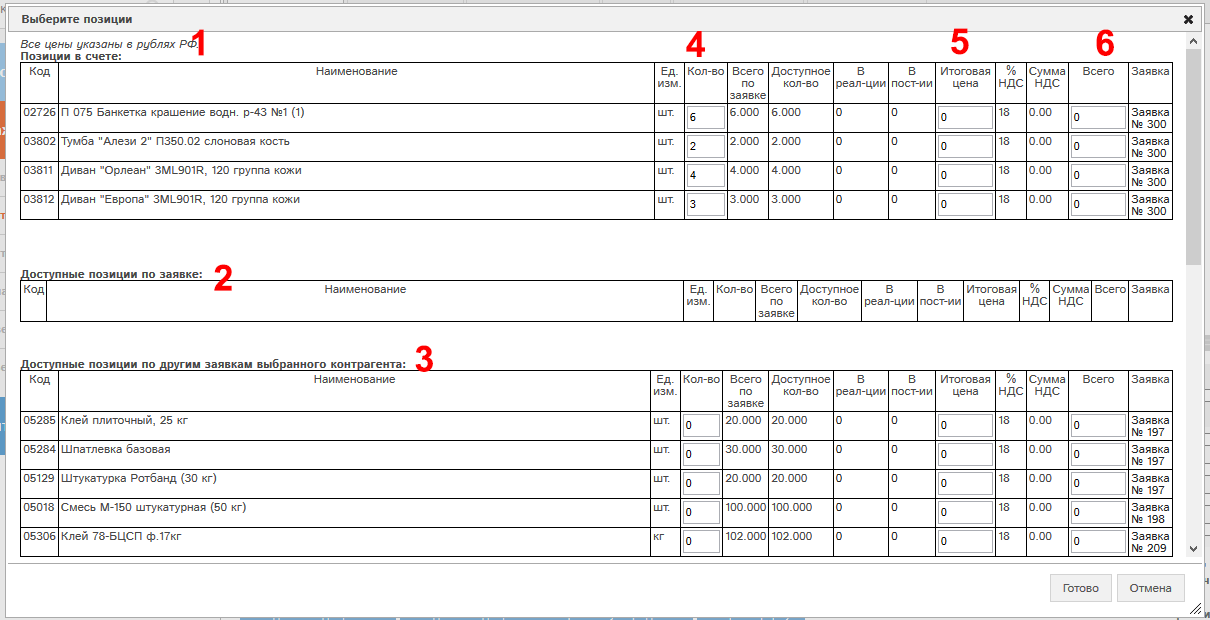 Выберите позиции
Все цены указаны в рублях РФ.
1
4
5
6
Позиции в счете:
Код Наименование Ед. изм. Кол-во Всего по заявке Доступное кол-во В реал-ции В пост-ии Итоговая цена % НДС Сумма НДС Всего Заявка
02726 П 075 Банкетка крашение водн. р-43 №1 (1) шт. 6 6.000 6.000 0 0 0 18 0.00 0 Заявка № 300
03802 Тумба "Алези 2" П350.02 слоновая кость шт. 2 2.000 2.000 0 0 0 18 0.00 0 Заявка № 300
03811 Диван "Орлеан" 3ML901R, 120 группа кожи шт. 4 4.000 4.000 0 0 0 18 0.00 0 Заявка № 300
03812 Диван "Европа" 3ML901R, 120 группа кожи шт. 3 3.000 3.000 0 0 0 18 0.00 0 Заявка № 300
Доступные позиции по заявке: 2
Код Наименование Ед. изм. Кол-во Всего по заявке Доступное кол-во В реал-ции В пост-ии Итоговая цена % НДС Сумма НДС Всего Заявка
Доступные позиции по другим заявкам выбранного контрагента: 3
Код Наименование Ед. изм. Кол-во Всего по заявке Доступное кол-во В реал-ции В пост-ии Итоговая цена % НДС Сумма НДС Всего Заявка
05285 Клей плиточный, 25 кг шт. 0 20.000 20.000 0 0 0 18 0.00 0 Заявка № 197
05284 Шпатлевка базовая шт. 0 30.000 30.000 0 0 0 18 0.00 0 Заявка № 197
05129 Штукатурка Ротбанд (30 кг) шт. 0 20.000 20.000 0 0 0 18 0.00 0 Заявка № 197
05018 Смесь М-150 штукатурная (50 кг) шт. 0 100.000 100.000 0 0 0 18 0.00 0 Заявка № 198
05306 Клей 78-БЦСП ф.17кг кг 0 102.000 102.000 0 0 0 18 0.00 0 Заявка № 209
Готово Отмена